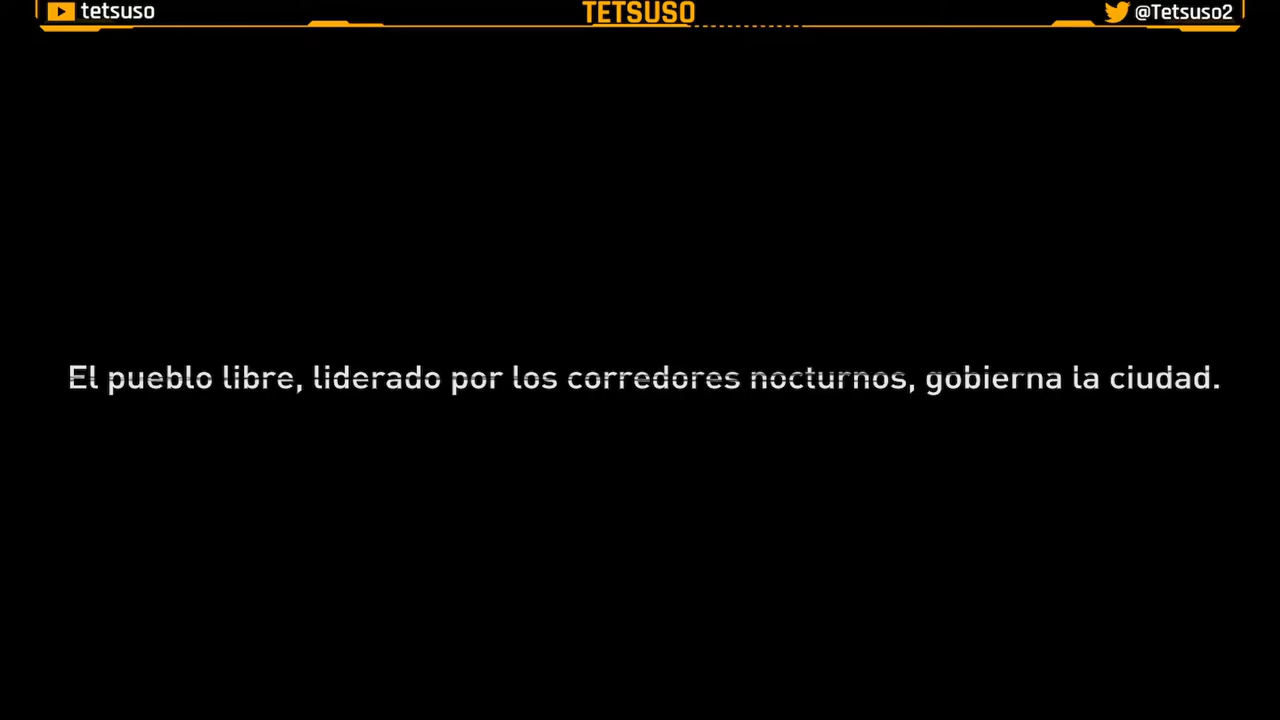 tetsuso
TETSUSO
@Tetsuso2
El pueblo libre, liderado por los corredores nocturnos, gobierna la ciudad.